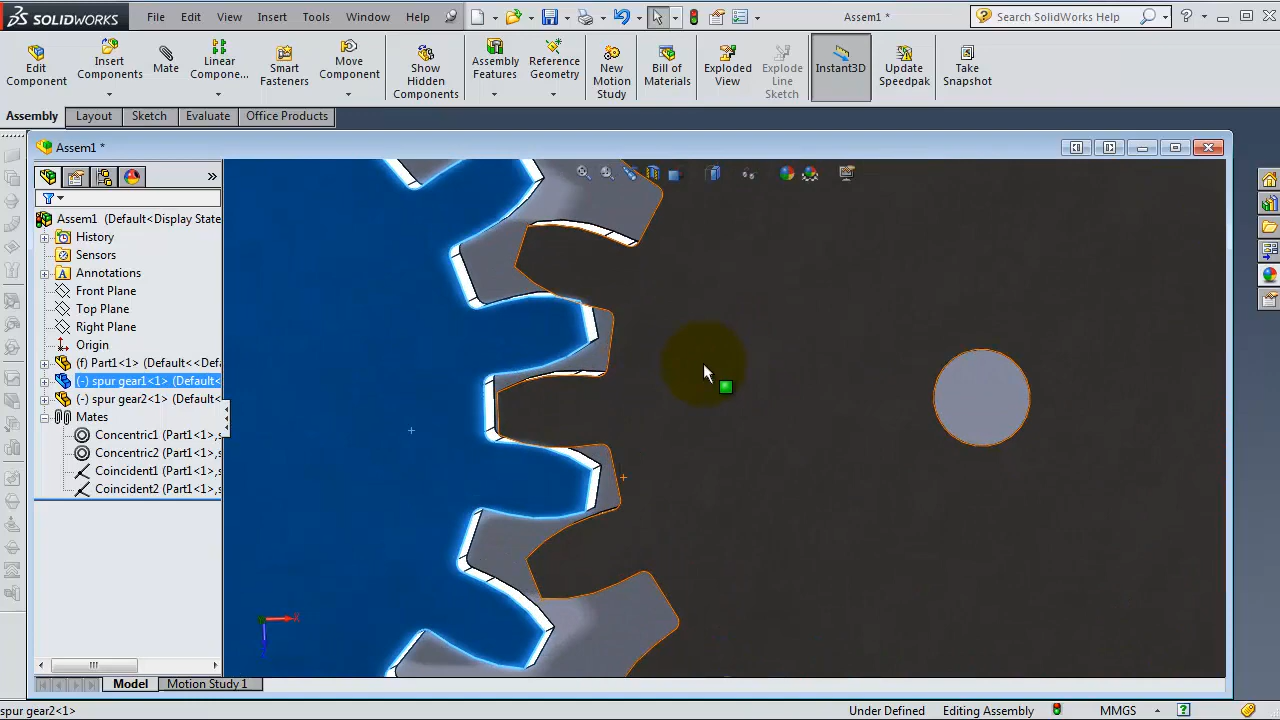 SOLIDWORKS
File Edit View Insert Tools Window Help
Assem1 *
Search SolidWorks Help
Edit Component
Insert Components
Mate
Linear Compone...
Smart Fasteners
Move Component
Show Hidden Components
Assembly Features
Reference Geometry
New Motion Study
Bill of Materials
Exploded View
Explode Line Sketch
Instant3D
Update Speedpak
Take Snapshot
Assembly Layout Sketch Evaluate Office Products
Assem1 *
Assem1 (Default<Display State
History
Sensors
Annotations
Front Plane
Top Plane
Right Plane
Origin
(f) Part1<1> (Default<<Def
(-) spur gear1<1> (Default<
(-) spur gear2<1> (Default<
Mates
Concentric1 (Part1<1>,s
Concentric2 (Part1<1>,s
Coincident1 (Part1<1>,s
Coincident2 (Part1<1>,s
Model Motion Study 1
spur gear2<1> Under Defined Editing Assembly MMGS